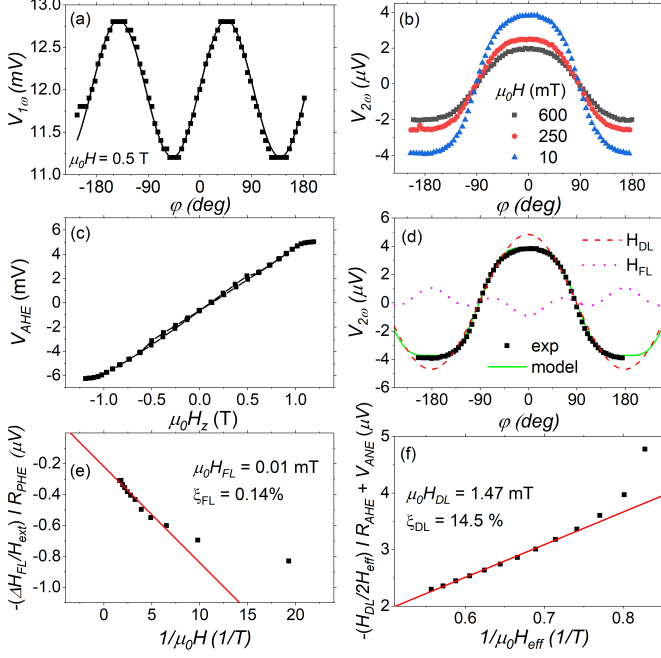 (a)
13.0
12.5
12.0
11.5
11.0
V1ω (mV)
μ0H = 0.5 T
-180 -90 0 90 180
φ (deg)
(b)
4
2
0
-2
-4
V2ω (μV)
μ0H (mT)
600
250
10
-180 -90 0 90 180
φ (deg)
(c)
6
4
2
0
-2
-4
-6
VAHE (mV)
-1.0 -0.5 0.0 0.5 1.0
μ0Hz (T)
(d)
6
4
2
0
-2
-4
-6
V2ω (μV)
HDL
HFL
exp
model
-180 -90 0 90 180
φ (deg)
(e)
-0.2
-0.4
-0.6
-0.8
-1.0
-(ΔHFL/Hext) I RPHE (μV)
μ0HFL = 0.01 mT
ξFL = 0.14%
0 5 10 15 20
1/μ0H (1/T)
(f)
5
4
3
2
-(HDL/2Heff) I RAHE + VANE (μV)
μ0HDL = 1.47 mT
ξDL = 14.5 %
0.6 0.7 0.8
1/μ0Heff (1/T)